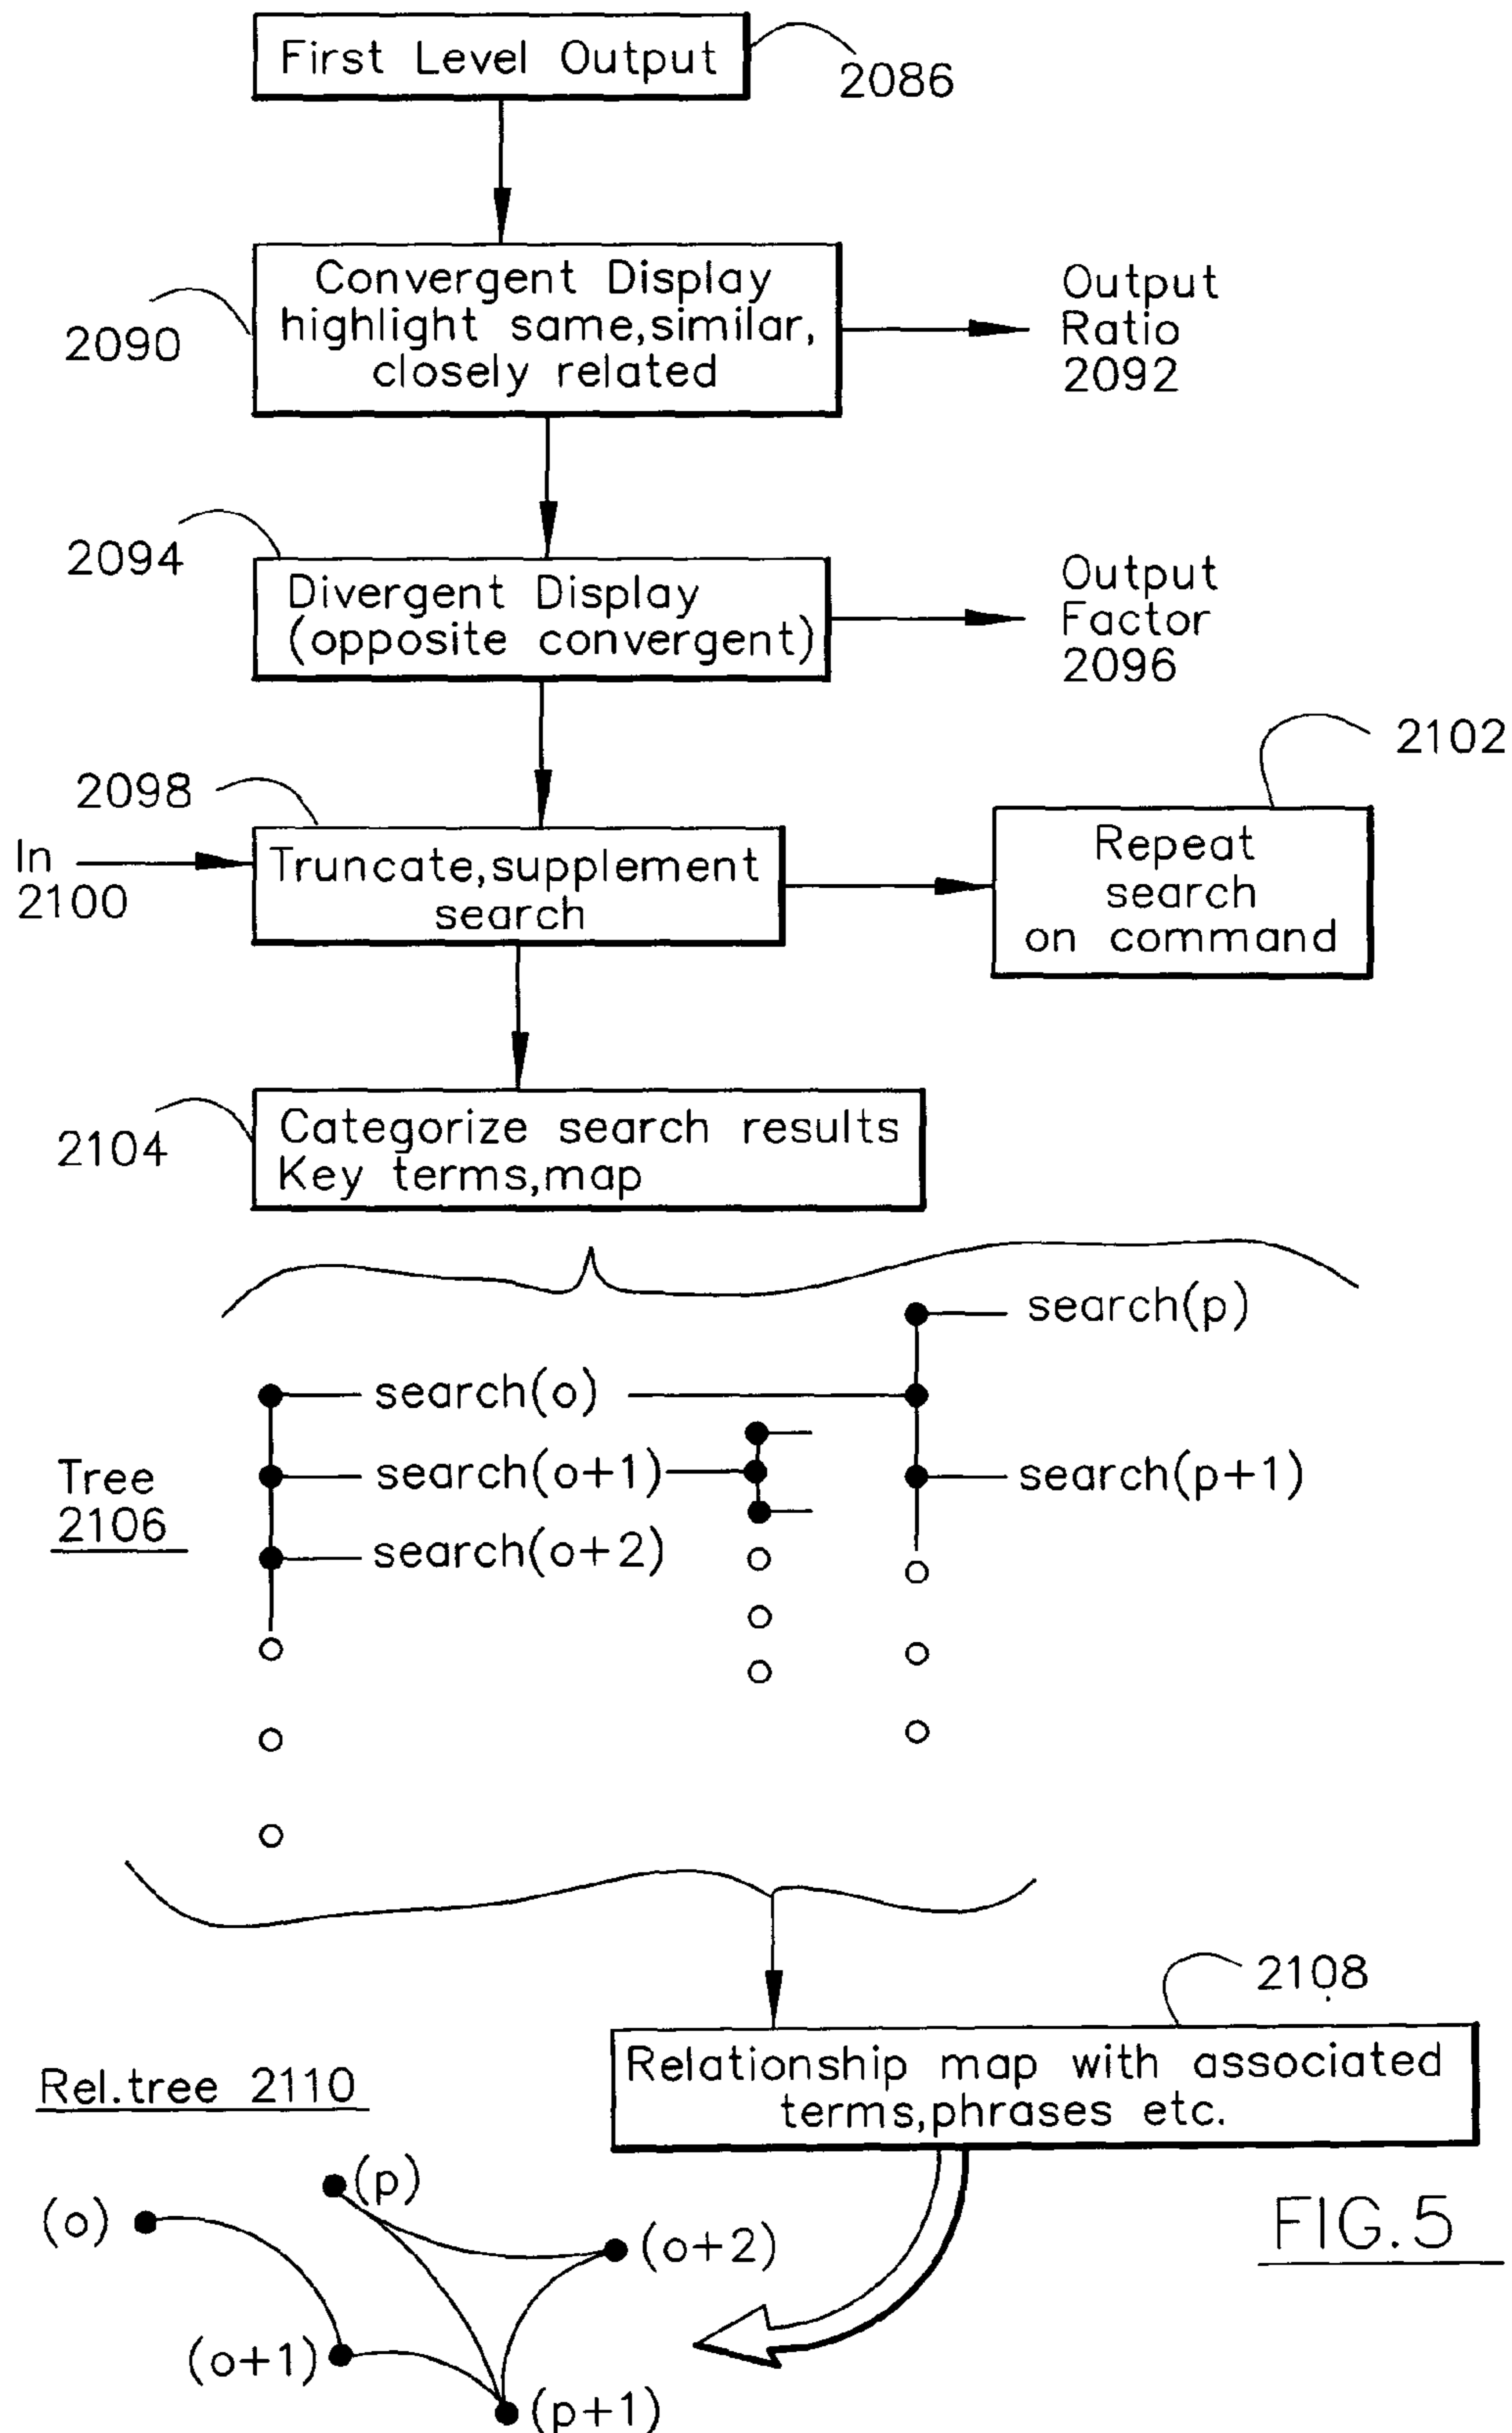 First Level Output
2086
Convergent Display
highlight same,similar,
closely related
2090
Output
Ratio
2092
2094
Divergent Display
(opposite convergent)
Output
Factor
2096
2098
2102
In
2100
Truncate,supplement
search
Repeat
search
on command
2104
Categorize search results
Key terms,map
search(p)
search(o)
search(o+1)
search(p+1)
search(o+2)
Tree
2106
2108
Relationship map with associated
terms,phrases etc.
Rel.tree 2110
(p)
(o)
(o+2)
(o+1)
(p+1)
FIG.5